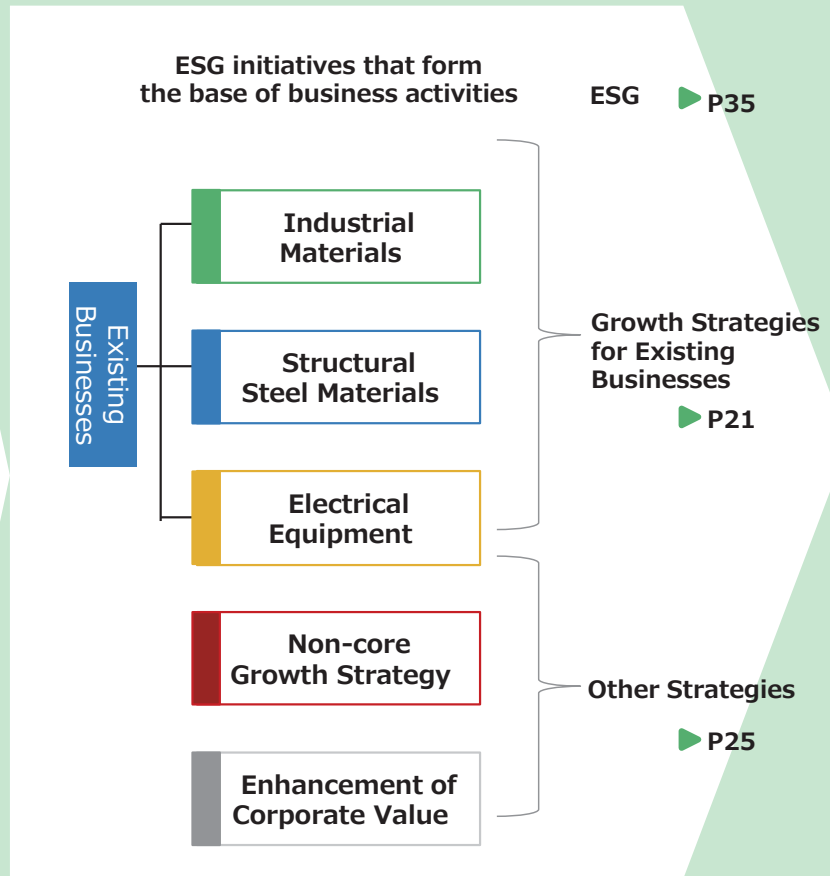 ESG initiatives that form
the base of business activities
ESG
P35
Existing
Businesses
Industrial
Materials
Structural
Steel Materials
Electrical
Equipment
Growth Strategies
for Existing
Businesses
P21
Non-core
Growth Strategy
Enhancement of
Corporate Value
Other Strategies
P25